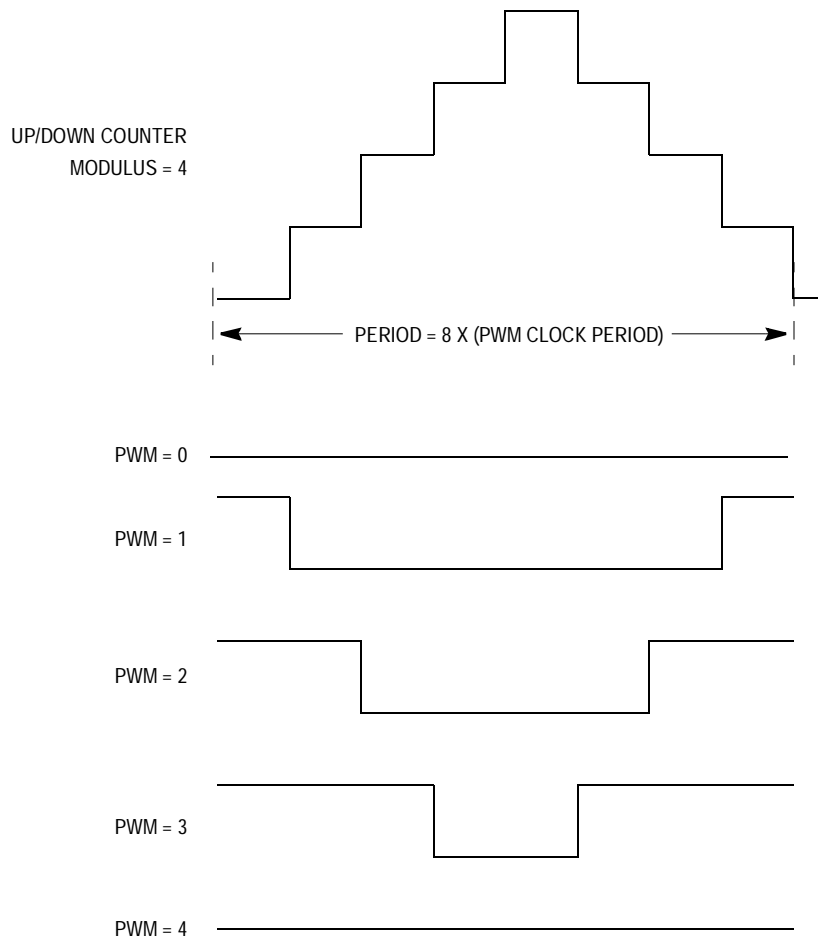 UP/DOWN COUNTER
MODULUS = 4
PERIOD = 8 X (PWM CLOCK PERIOD)
PWM = 0
PWM = 1
PWM = 2
PWM = 3
PWM = 4